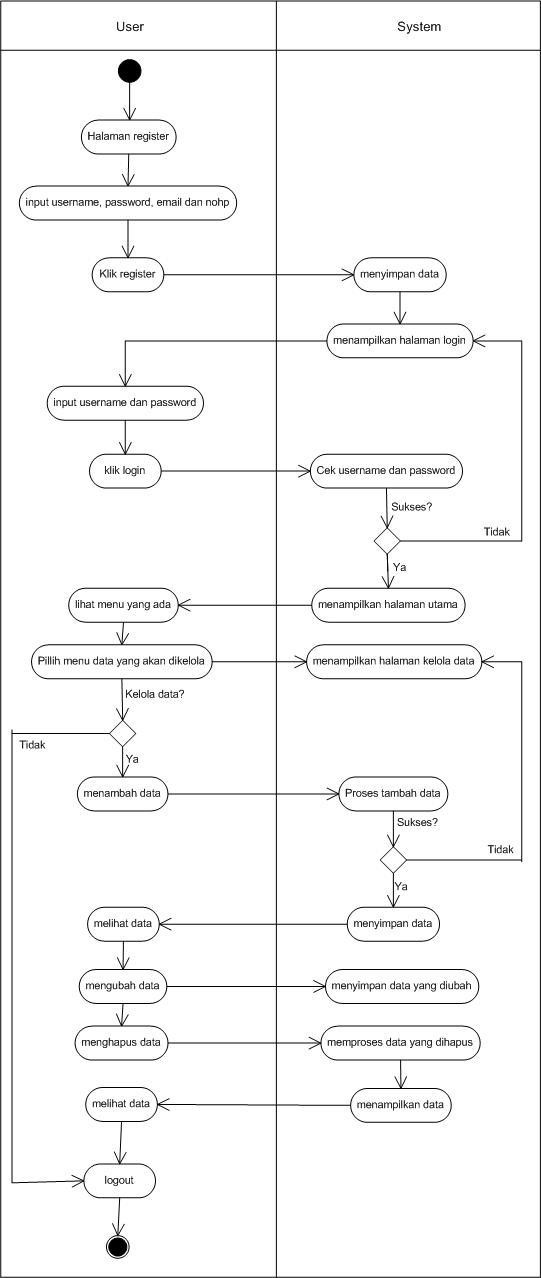 User
System
Halaman register
input username, password, email dan nohp
Klik register
menyimpan data
menampilkan halaman login
input username dan password
klik login
Cek username dan password
Sukses?
Tidak
Ya
lihat menu yang ada
menampilkan halaman utama
Pillih menu data yang akan dikelola
menampilkan halaman kelola data
Kelola data?
Tidak
Ya
menambah data
Proses tambah data
Sukses?
Tidak
Ya
melihat data
menyimpan data
mengubah data
menyimpan data yang diubah
menghapus data
memproses data yang dihapus
melihat data
menampilkan data
logout